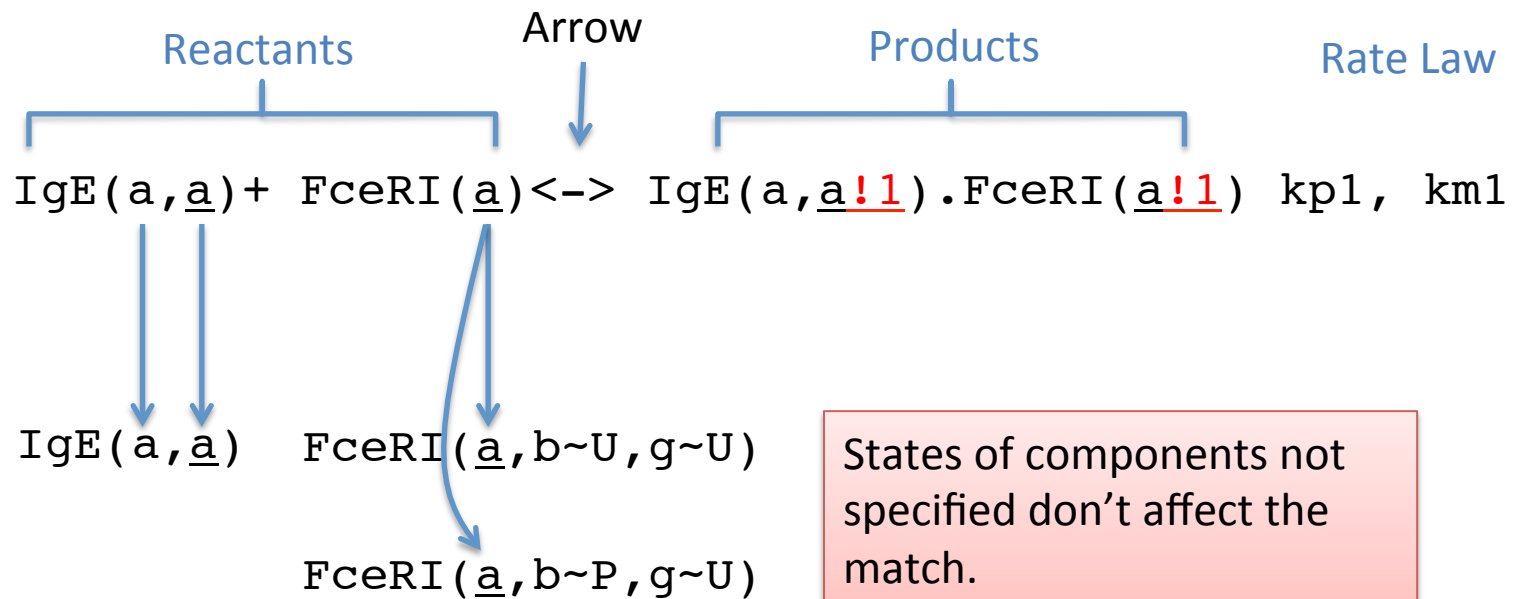 Reactants
Arrow
Products
Rate Law
IgE(a,a)+ FceRI(a)<-> IgE(a,a!1).FceRI(a!1) kp1, km1
IgE(a,a) FceRI(a,b~U,g~U)
FceRI(a,b~P,g~U)
States of components not
specified don’t affect the
match.